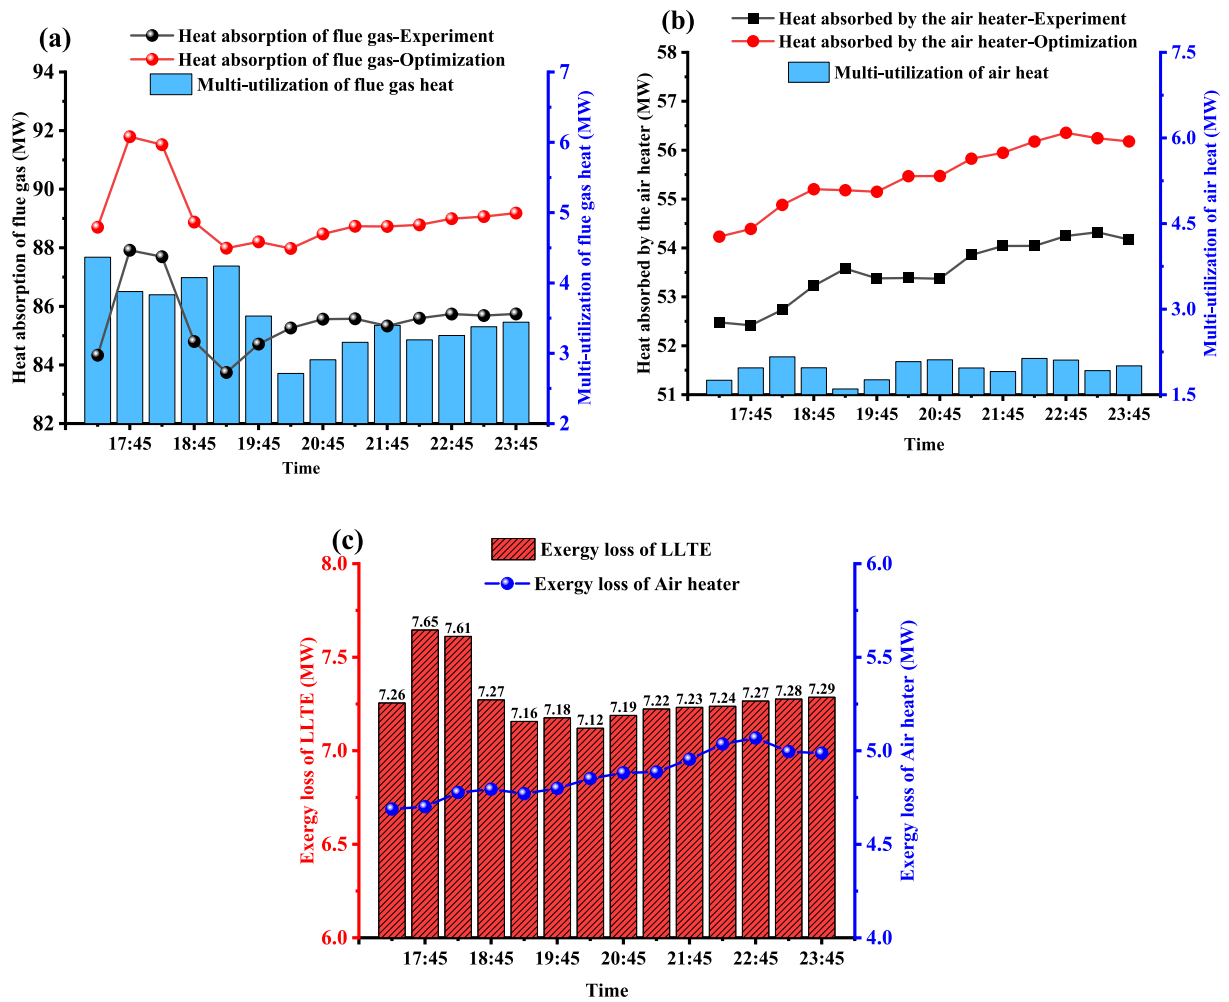 (a)
Heat absorption of flue gas-Experiment
Heat absorption of flue gas-Optimization
Multi-utilization of flue gas heat
94
92
90
88
86
84
82
Heat absorption of flue gas (MW)
7
6
5
4
3
2
Multi-utilization of flue gas heat (MW)
17:45 18:45 19:45 20:45 21:45 22:45 23:45
Time
(b)
Heat absorbed by the air heater-Experiment
Heat absorbed by the air heater-Optimization
Multi-utilization of air heat
58
57
56
55
54
53
52
51
Heat absorbed by the air heater (MW)
7.5
6.0
4.5
3.0
1.5
Multi-utilization of air heat (MW)
17:45 18:45 19:45 20:45 21:45 22:45 23:45
Time
(c)
Exergy loss of LLTE
Exergy loss of Air heater
8.0
7.5
7.0
6.5
6.0
Exergy loss of LLTE (MW)
7.26 7.65 7.61 7.27 7.16 7.18 7.12 7.19 7.22 7.23 7.24 7.27 7.28 7.29
6.0
5.5
5.0
4.5
4.0
Exergy loss of Air heater (MW)
17:45 18:45 19:45 20:45 21:45 22:45 23:45
Time